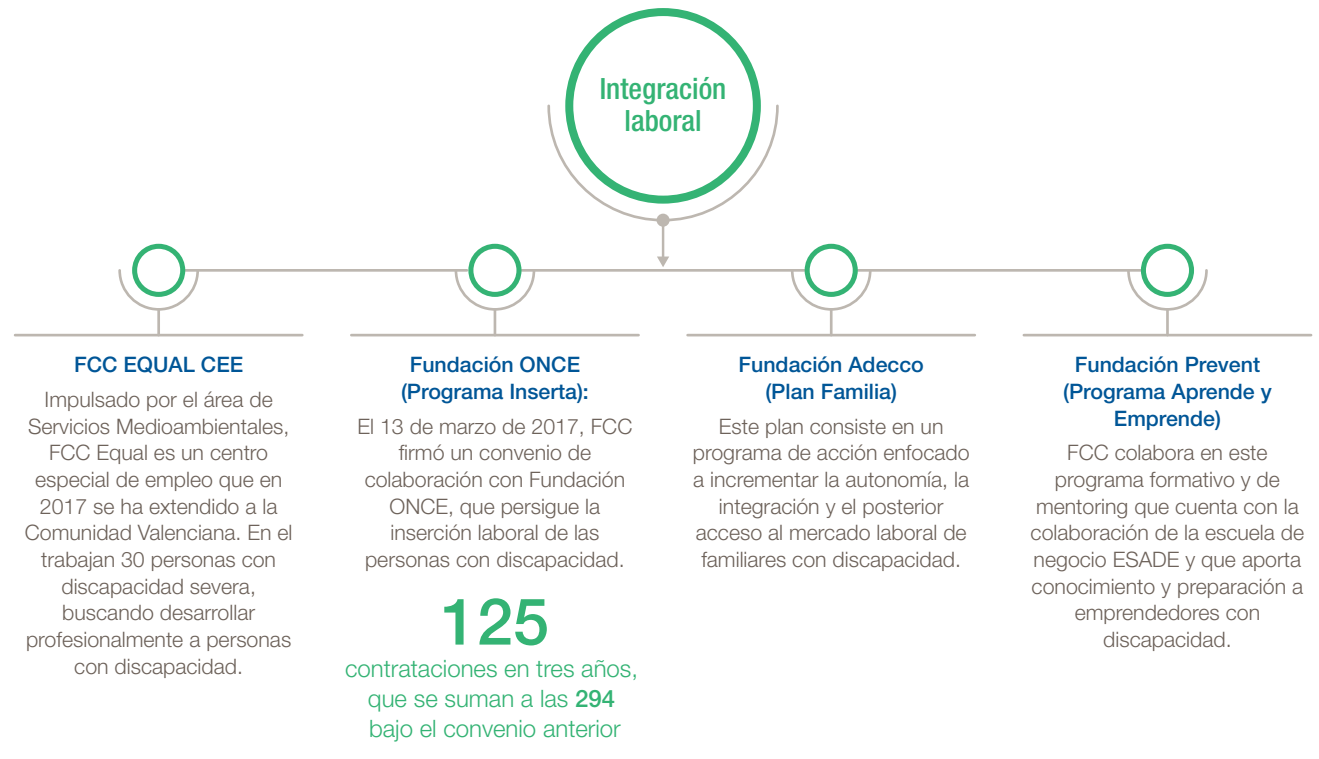 Integración
laboral
FCC EQUAL CEE
Impulsado por el área de
Servicios Medioambientales,
FCC Equal es un centro
especial de empleo que en
2017 se ha extendido a la
Comunidad Valenciana. En el
trabajan 30 personas con
discapacidad severa,
buscando desarrollar
profesionalmente a personas
con discapacidad.
Fundación ONCE
(Programa Inserta):
El 13 de marzo de 2017, FCC
firmó un convenio de
colaboración con Fundación
ONCE, que persigue la
inserción laboral de las
personas con discapacidad.
125
contrataciones en tres años,
que se suman a las 294
bajo el convenio anterior
Fundación Adecco
(Plan Familia)
Este plan consiste en un
programa de acción enfocado
a incrementar la autonomía, la
integración y el posterior
acceso al mercado laboral de
familiares con discapacidad.
Fundación Prevent
(Programa Aprende y
Emprende)
FCC colabora en este
programa formativo y de
mentoring que cuenta con la
colaboración de la escuela de
negocio ESADE y que aporta
conocimiento y preparación a
emprendedores con
discapacidad.